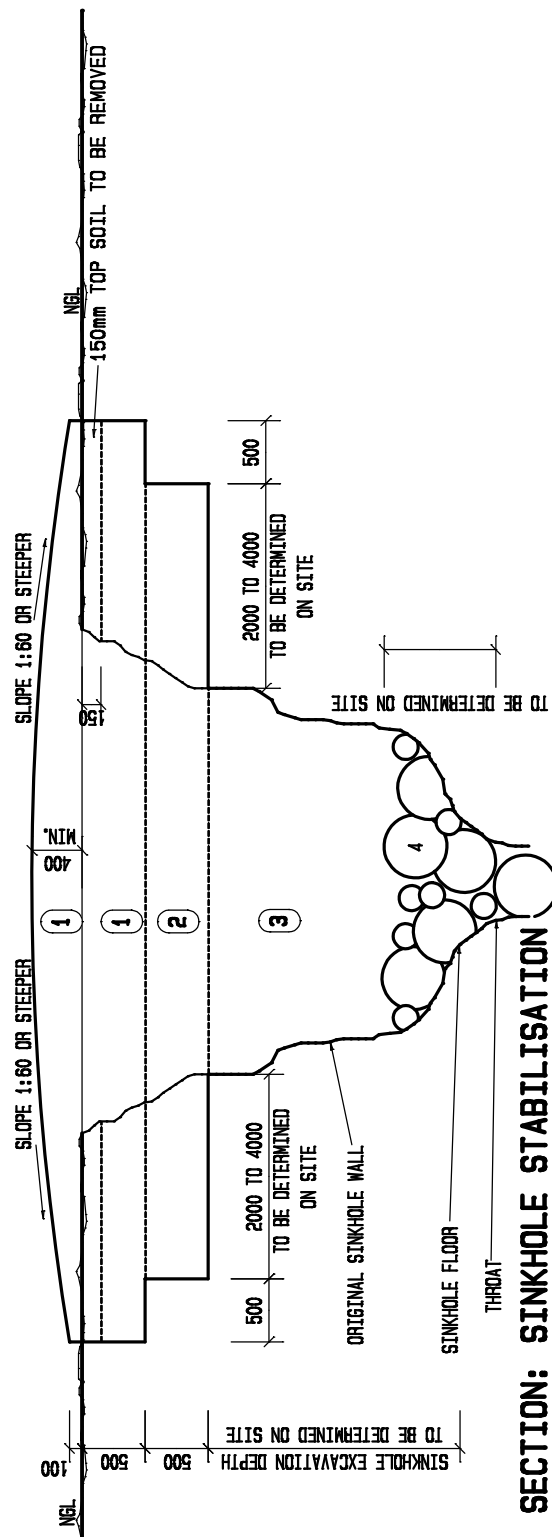 SLOPE 1:60 OR STEEPER
SLOPE 1:60 OR STEEPER
NGL
NGL
150mm TOP SOIL TO BE REMOVED
400
MIN.
150
100
500
500
SINKHOLE EXCAVATION DEPTH
TO BE DETERMINED ON SITE
1
1
2
3
4
500
2000 TO 4000
TO BE DETERMINED
ON SITE
2000 TO 4000
TO BE DETERMINED
ON SITE
500
ORIGINAL SINKHOLE WALL
TO BE DETERMINED ON SITE
SINKHOLE FLOOR
THROAT
SECTION: SINKHOLE STABILISATION